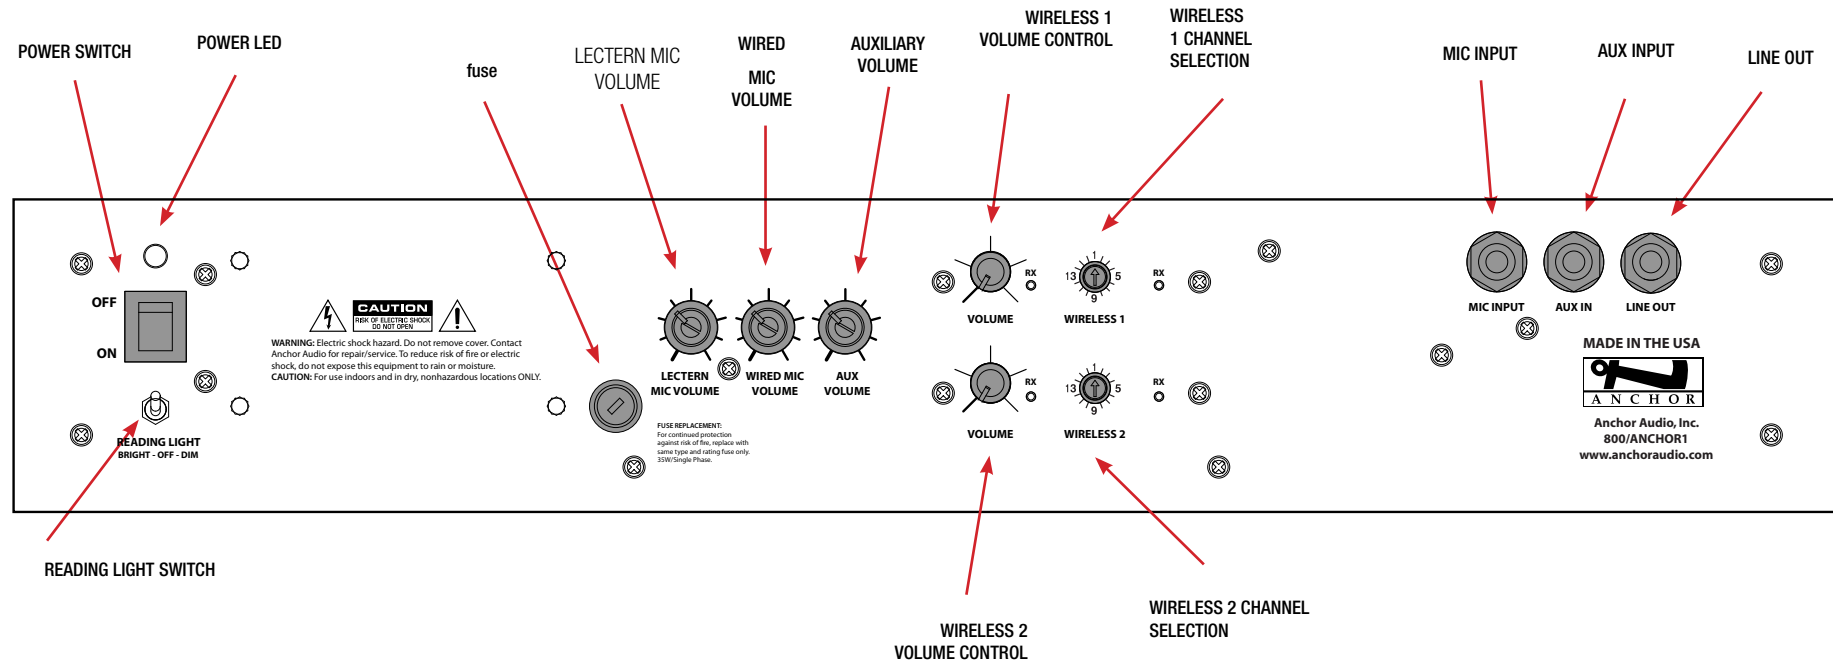 POWER SWITCH
POWER LED
fuse
LECTERN MIC
VOLUME
WIRED
MIC
VOLUME
AUXILIARY
VOLUME
WIRELESS 1
VOLUME CONTROL
WIRELESS
1 CHANNEL
SELECTION
MIC INPUT
AUX INPUT
LINE OUT
OFF
ON
READING LIGHT
BRIGHT - OFF - DIM
CAUTION
RISK OF ELECTRIC SHOCK
DO NOT OPEN
WARNING: Electric shock hazard. Do not remove cover. Contact
Anchor Audio for repair/service. To reduce risk of fire or electric
shock, do not expose this equipment to rain or moisture.
CAUTION: For use indoors and in dry, nonhazardous locations ONLY.
FUSE REPLACEMENT:
For continued protection
against risk of fire, replace with
same type and rating fuse only.
35W/Single Phase.
LECTERN
MIC VOLUME
WIRED MIC
VOLUME
AUX
VOLUME
RX
VOLUME
1
13
5
9
WIRELESS 1
RX
RX
VOLUME
1
13
5
9
WIRELESS 2
RX
MIC INPUT
AUX IN
LINE OUT
MADE IN THE USA
ANCHOR
Anchor Audio, Inc.
800/ANCHOR1
www.anchoraudio.com
READING LIGHT SWITCH
WIRELESS 2
VOLUME CONTROL
WIRELESS 2 CHANNEL
SELECTION